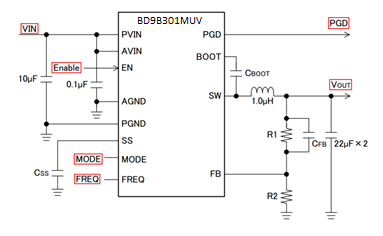 BD9B301MUV
VIN
PVIN
PGD
PGD
AVIN
BOOT
Enable
EN
10μF
0.1μF
CBOOT
VOUT
SW
1.0μH
AGND
R1
CFB
22μF × 2
PGND
SS
CSS
MODE
MODE
FB
FREQ
FREQ
R2